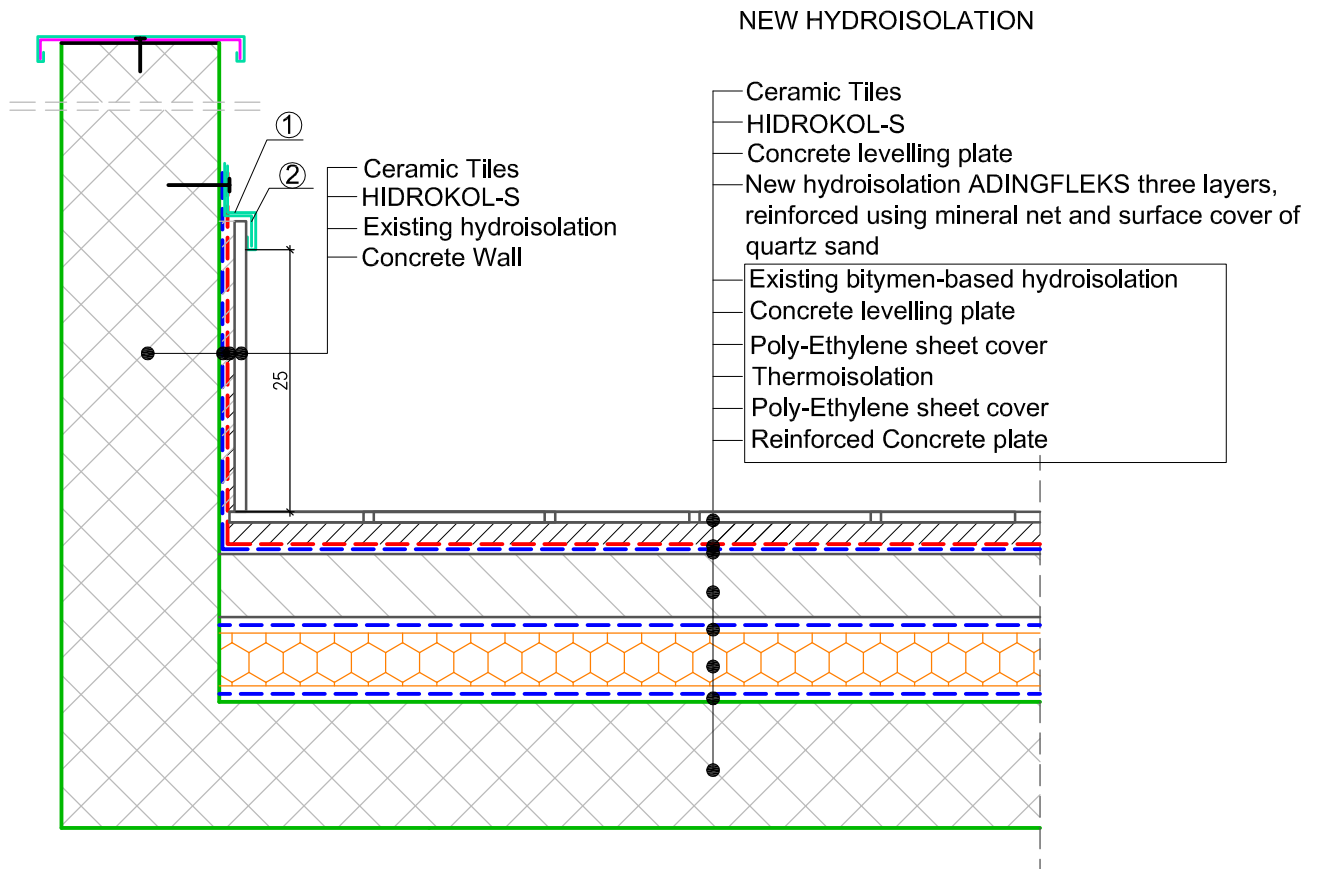 NEW HYDROISOLATION
①
②
Ceramic Tiles
HIDROKOL-S
Existing hydroisolation
Concrete Wall
25
Ceramic Tiles
HIDROKOL-S
Concrete levelling plate
New hydroisolation ADINGFLEKS three layers,
reinforced using mineral net and surface cover of
quartz sand
Existing bitymen-based hydroisolation
Concrete levelling plate
Poly-Ethylene sheet cover
Thermoisolation
Poly-Ethylene sheet cover
Reinforced Concrete plate